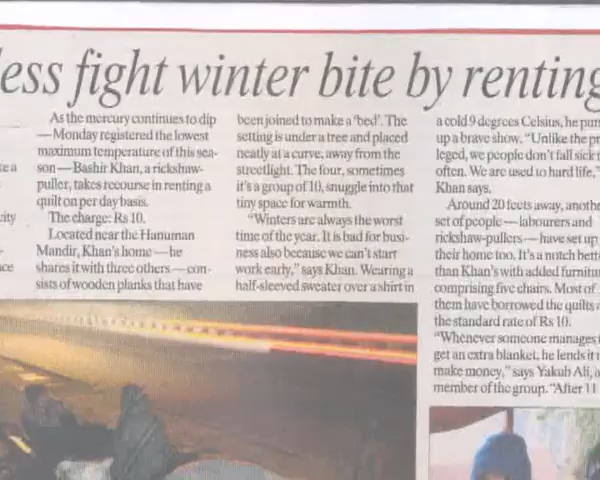 less fight winter bite by renting
As the mercury continues to dip
— Monday registered the lowest
maximum temperature of this sea-
son — Bashir Khan, a rickshaw-
puller, takes recourse in renting a
quilt on per day basis.
The charge: Rs 10.
Located near the Hanuman
Mandir, Khan's home — he
shares it with three others — con-
sists of wooden planks that have
been joined to make a 'bed'. The
setting is under a tree and placed
neatly at a curve, away from the
streetlight. The four, sometimes
it's a group of 10, snuggle into that
tiny space for warmth.
"Winters are always the worst
time of the year. It is bad for busi-
ness also because we can't start
work early," says Khan. Wearing a
half-sleeved sweater over a shirt in
a cold 9 degrees Celsius, he puts
up a brave show. "Unlike the pr
leged, we people don't fall sick
often. We are used to hard life,"
Khan says.
Around 20 feets away, anothe
set of people — labourers and
rickshaw-pullers — have set up
their home too. It's a notch bett
than Khan's with added furnitu
comprising five chairs. Most of
them have borrowed the quilts a
the standard rate of Rs 10.
"Whenever someone manages
get an extra blanket, he lends it
make money," says Yakub Ali, a
member of the group. "After 11